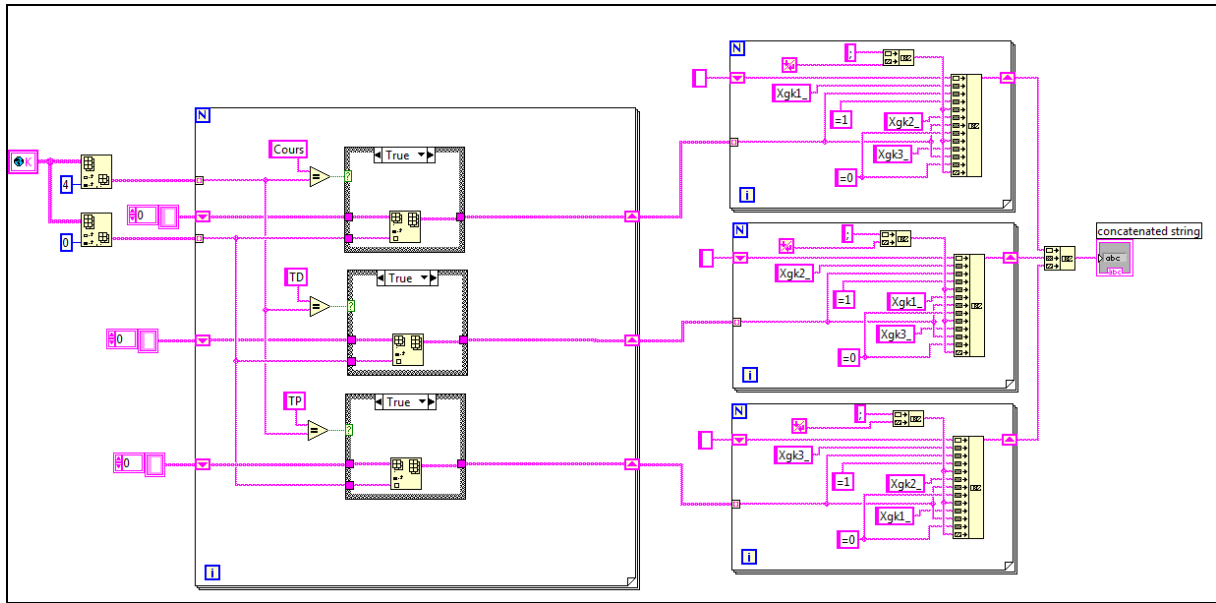 K
4
0
0
0
0
N
Cours
True
TD
True
TP
True
i
N
;
Xgk1_
=1
Xgk2_
Xgk3_
=0
i
N
;
Xgk2_
=1
Xgk1_
Xgk3_
=0
i
N
;
Xgk3_
=1
Xgk2_
Xgk1_
=0
i
concatenated string
abc
abc